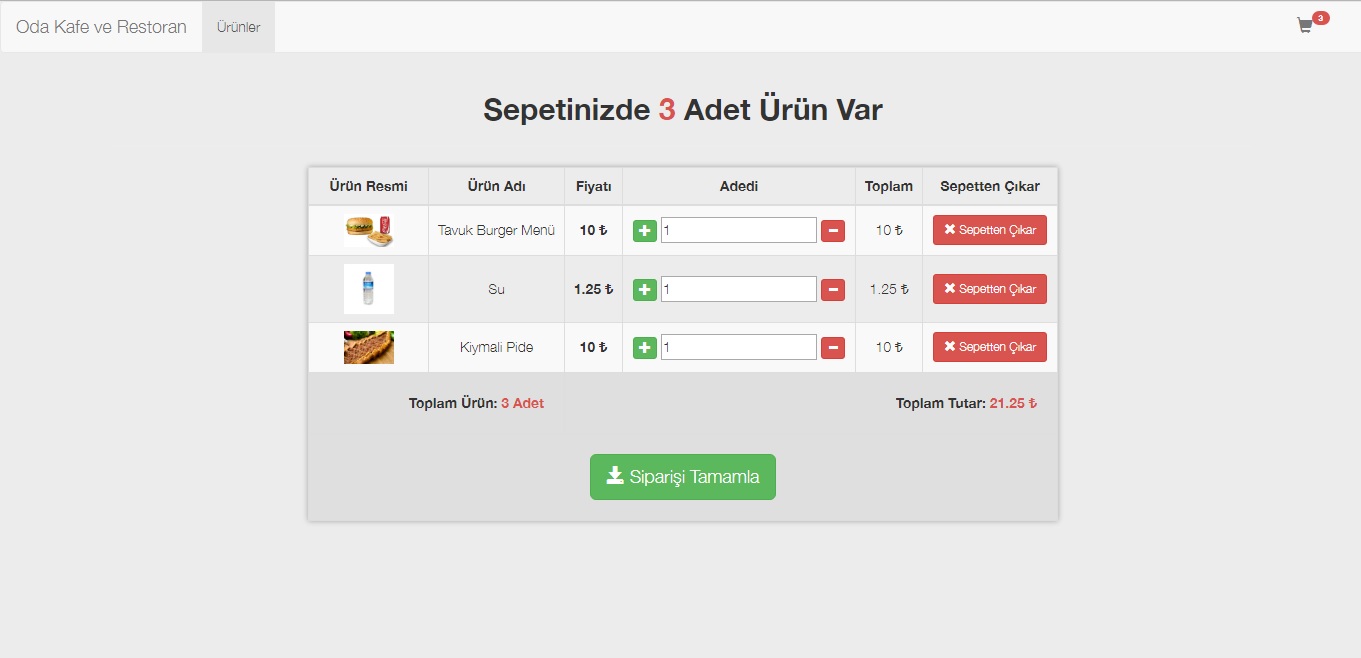 Oda Kafe ve Restoran Ürünler 3
Sepetinizde 3 Adet Ürün Var
Ürün Resmi Ürün Adı Fiyatı Adedi Toplam Sepetten Çıkar
Tavuk Burger Menü 10 ₺ 1 10 ₺ Sepetten Çıkar
Su 1.25 ₺ 1 1.25 ₺ Sepetten Çıkar
Kiymali Pide 10 ₺ 1 10 ₺ Sepetten Çıkar
Toplam Ürün: 3 Adet Toplam Tutar: 21.25 ₺
Siparişi Tamamla